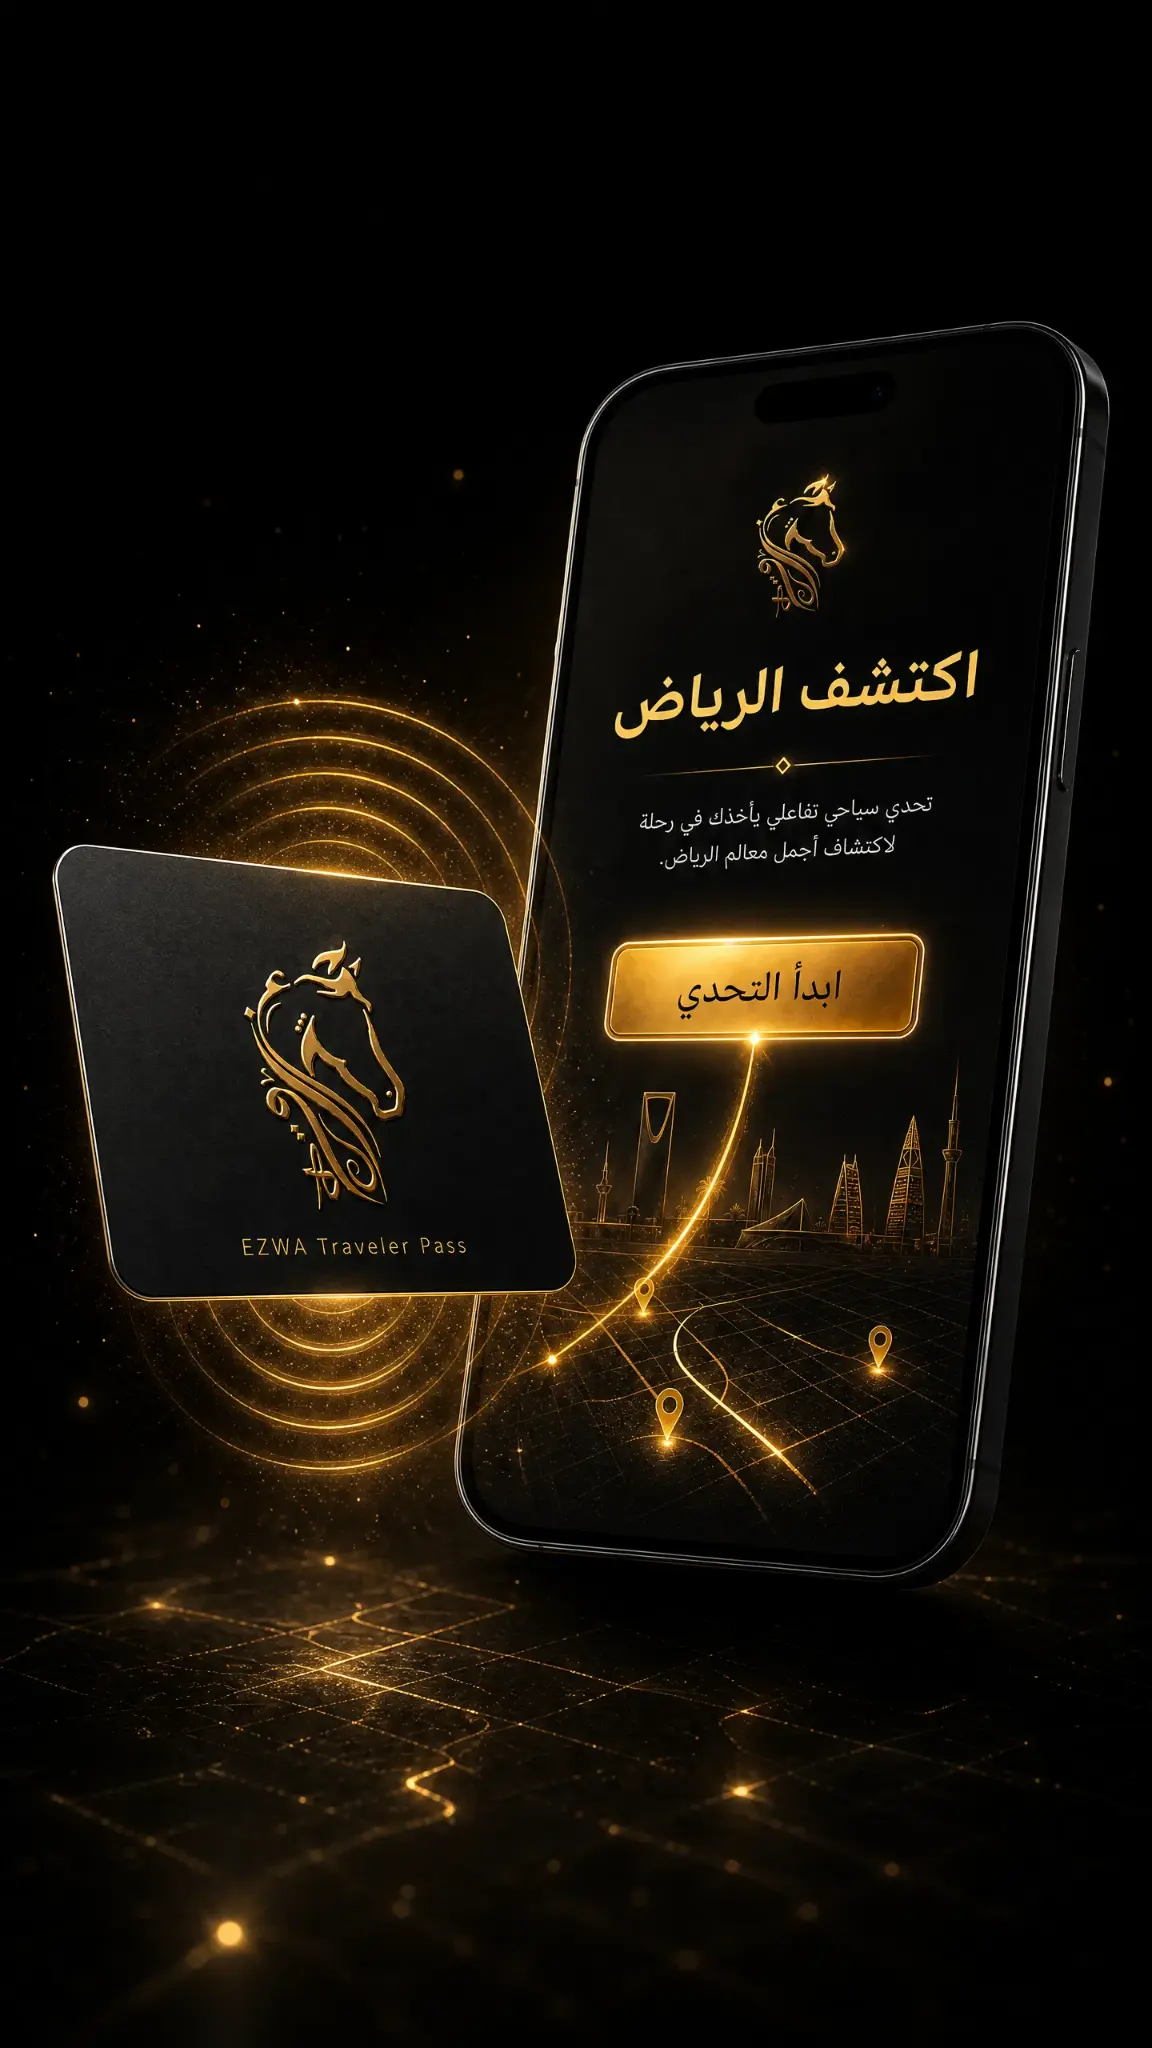 اكتشف الرياض
تحدي سياحي تفاعلي يأخذك في رحلة
لاكتشاف أجمل معالم الرياض.
ابدأ التحدي
EZWA Traveler Pass